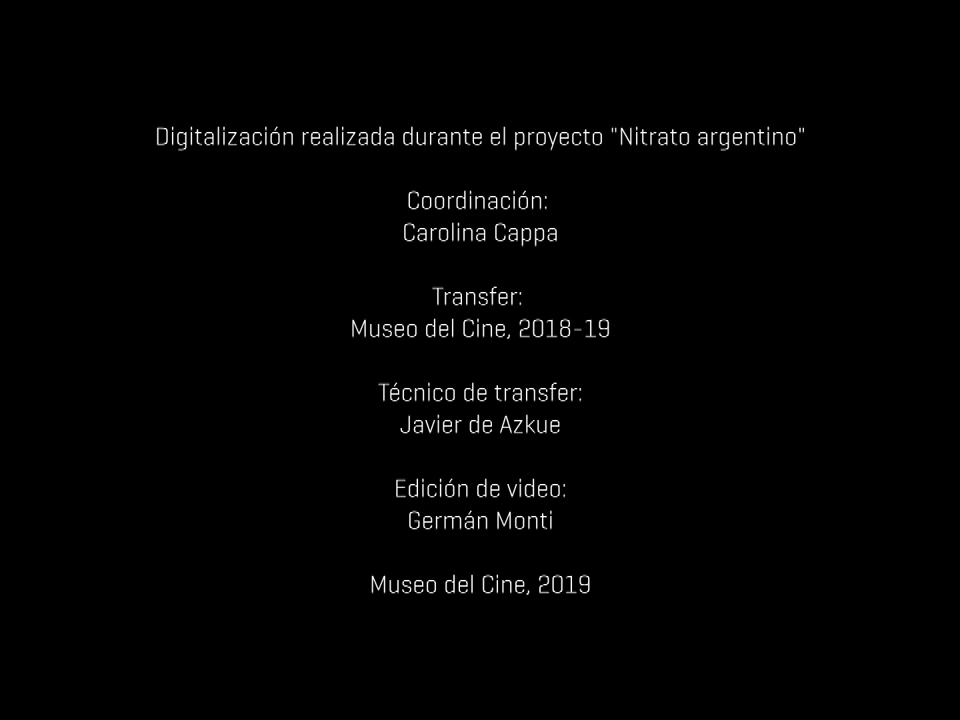 Digitalización realizada durante el proyecto "Nitrato argentino"
Coordinación:
Carolina Cappa
Transfer:
Museo del Cine, 2018-19
Técnico de transfer:
Javier de Azkue
Edición de video:
Germán Monti
Museo del Cine, 2019